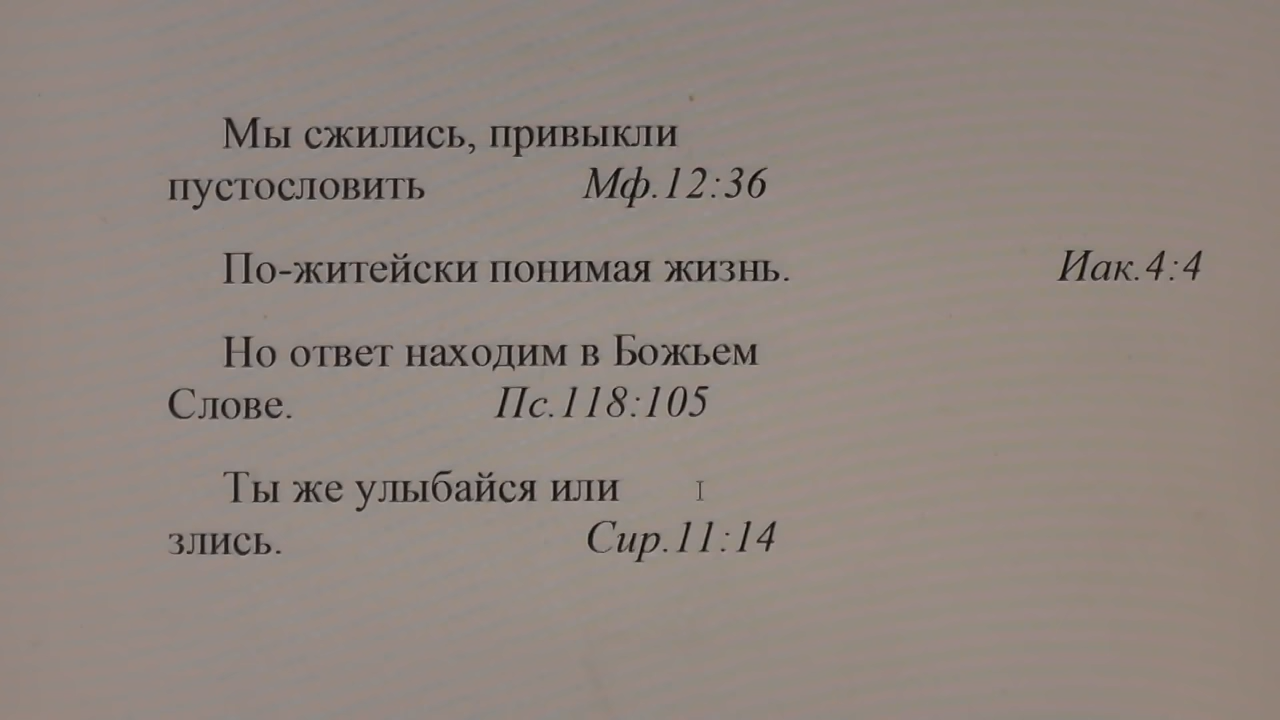 Мы сжились, привыкли
пустословить Мф.12:36
По-житейски понимая жизнь. Иак.4:4
Но ответ находим в Божьем
Слове. Пс.118:105
Ты же улыбайся или
злись. Сир.11:14